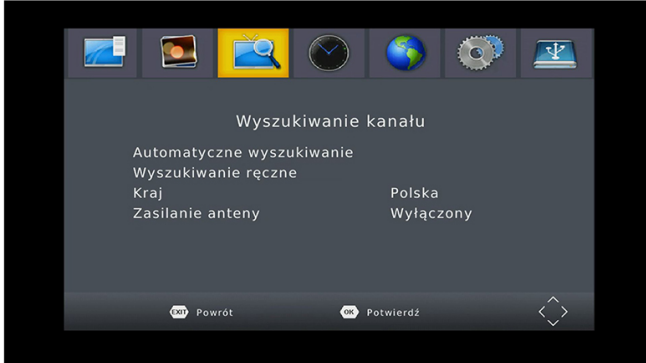 Wyszukiwanie kanału
Automatyczne wyszukiwanie
Wyszukiwanie ręczne
Kraj Polska
Zasilanie anteny Wyłączony
EXIT Powrót OK Potwierdź